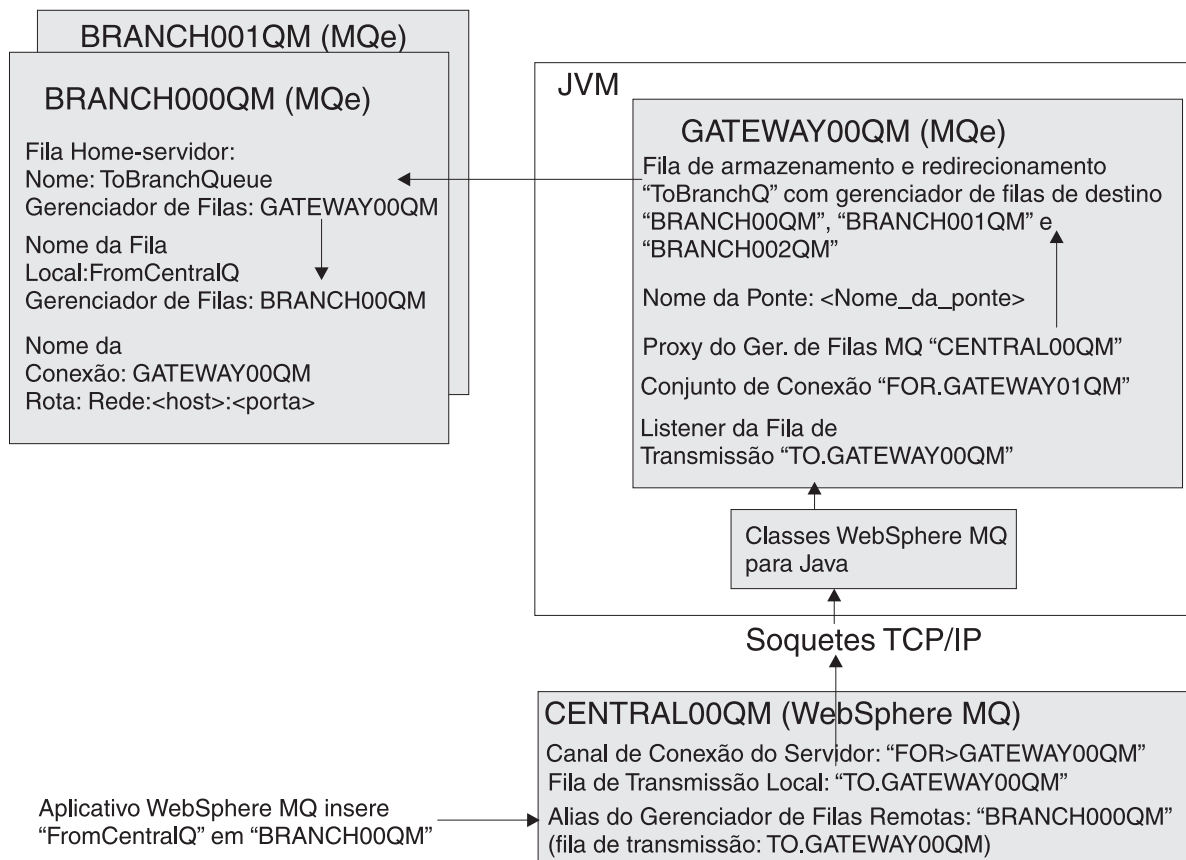 BRANCH001QM (MQe)
BRANCH000QM (MQe)
Fila Home-servidor:
Nome: ToBranchQueue
Gerenciador de Filas: GATEWAY00QM
Nome da Fila
Local:FromCentralQ
Gerenciador de Filas: BRANCH00QM
Nome da
Conexão: GATEWAY00QM
Rota: Rede:<host>:<porta>
JVM
GATEWAY00QM (MQe)
Fila de armazenamento e redirecionamento
“ToBranchQ” com gerenciador de filas de destino
“BRANCH00QM”, “BRANCH001QM” e
“BRANCH002QM”
Nome da Ponte: <Nome_da_ponte>
Proxy do Ger. de Filas MQ “CENTRAL00QM”
Conjunto de Conexão “FOR.GATEWAY01QM”
Listener da Fila de
Transmissão “TO.GATEWAY00QM”
Classes WebSphere MQ
para Java
Soquetes TCP/IP
CENTRAL00QM (WebSphere MQ)
Canal de Conexão do Servidor: “FOR>GATEWAY00QM”
Fila de Transmissão Local: “TO.GATEWAY00QM”
Alias do Gerenciador de Filas Remotas: “BRANCH000QM”
(fila de transmissão: TO.GATEWAY00QM)
Aplicativo WebSphere MQ insere
“FromCentralQ” em “BRANCH00QM”